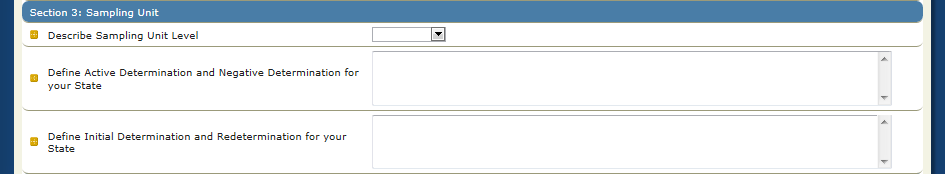 Section 3: Sampling Unit
Describe Sampling Unit Level
Define Active Determination and Negative Determination for
your State
Define Initial Determination and Redetermination for your
State